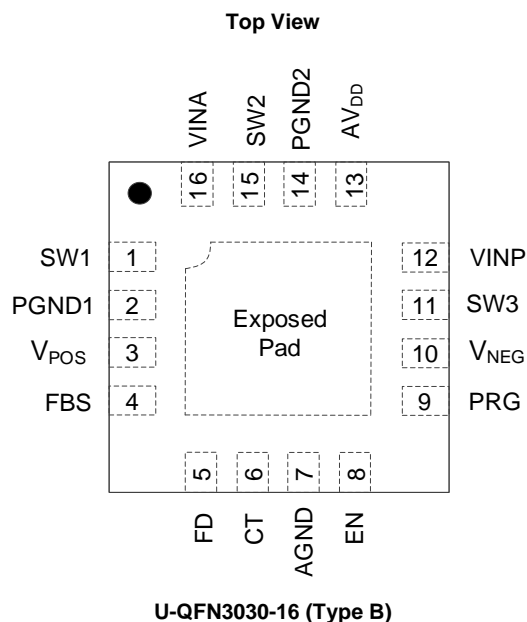 Top View
VINA SW2 PGND2 AVDD
16 15 14 13
SW1 1 12 VINP
PGND1 2 11 SW3
VPOS 3 10 VNEG
FBS 4 9 PRG
Exposed
Pad
5 6 7 8
FD CT AGND EN
U-QFN3030-16 (Type B)